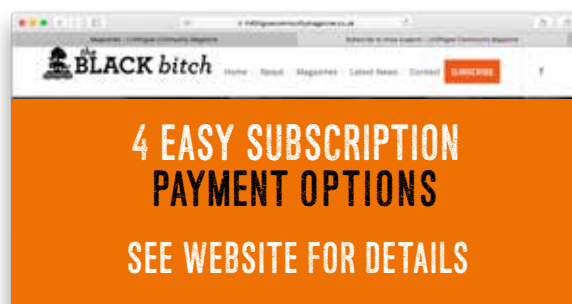 the
BLACK bitch
Home About Magazines Latest News Contact SUBSCRIBE f
4 EASY SUBSCRIPTION
PAYMENT OPTIONS
SEE WEBSITE FOR DETAILS